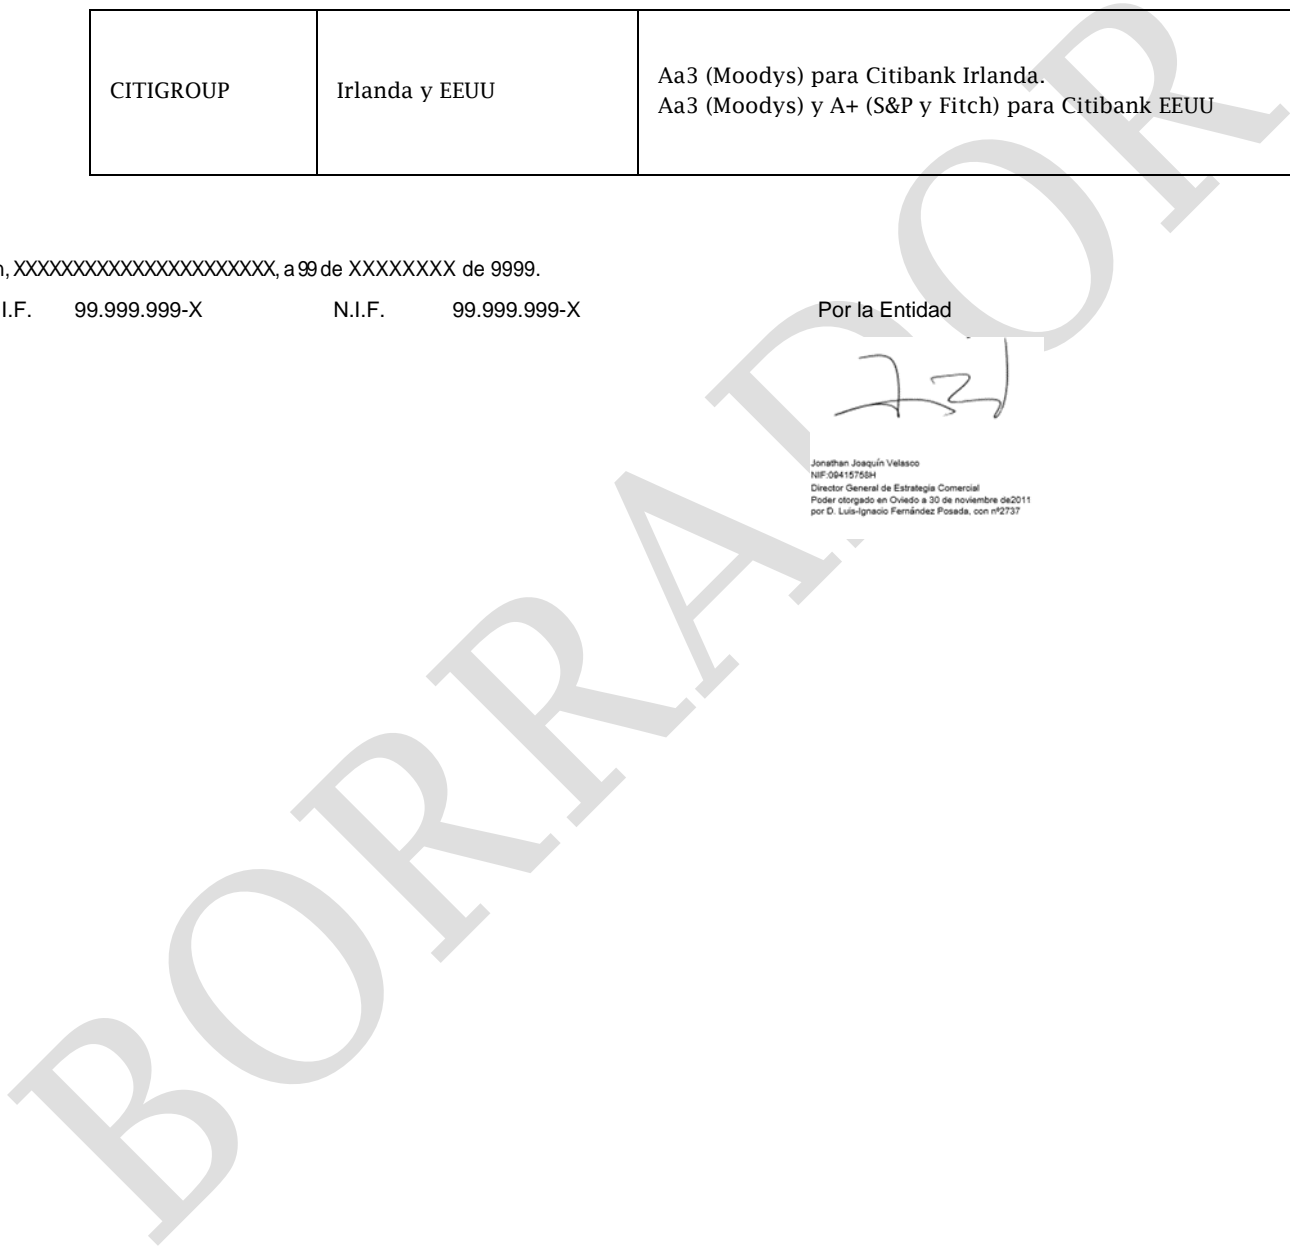 CITIGROUP
Irlanda y EEUU
Aa3 (Moodys) para Citibank Irlanda.
Aa3 (Moodys) y A+ (S&P y Fitch) para Citibank EEUU
n, XXXXXXXXXXXXXXXXXXXXXX, a 99 de XXXXXXXX de 9999.
I.F. 99.999.999-X N.I.F. 99.999.999-X Por la Entidad
Jonathan Joaquín Velasco
NIF:09415758H
Director General de Estrategia Comercial
Poder otorgado en Oviedo a 30 de noviembre de2011
por D. Luis-Ignacio Fernández Posada, con nº2737
BORRADOR